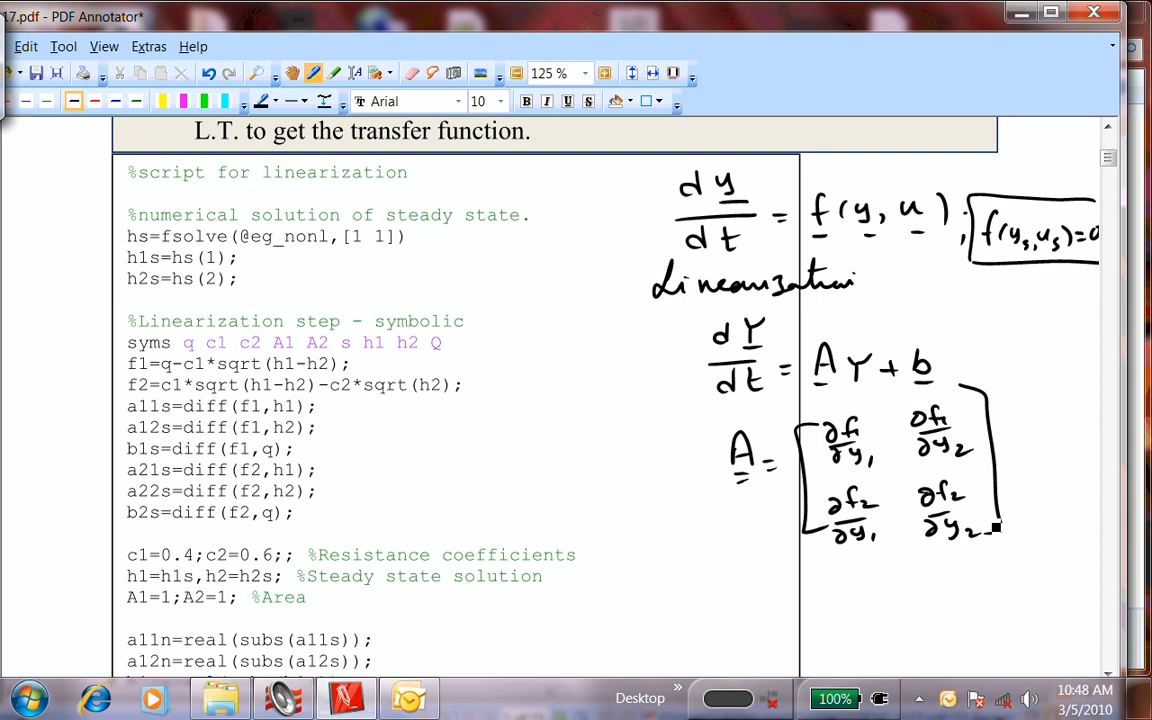 17.pdf - PDF Annotator*
Edit Tool View Extras Help
125 %
Arial 10 B I U S
L.T. to get the transfer function.
%script for linearization
%numerical solution of steady state.
hs=fsolve(@eg_nonl,[1 1])
h1s=hs(1);
h2s=hs(2);
%Linearization step - symbolic
syms q c1 c2 A1 A2 s h1 h2 Q
f1=q-c1*sqrt(h1-h2);
f2=c1*sqrt(h1-h2)-c2*sqrt(h2);
a11s=diff(f1,h1);
a12s=diff(f1,h2);
b1s=diff(f1,q);
a21s=diff(f2,h1);
a22s=diff(f2,h2);
b2s=diff(f2,q);
c1=0.4;c2=0.6;; %Resistance coefficients
h1=h1s,h2=h2s; %Steady state solution
A1=1;A2=1; %Area
a11n=real(subs(a11s));
a12n=real(subs(a12s));
dy/dt = f(y, u); f(ys,us)=0
Linearization
dY/dt = AY + b
A = [∂f1/∂y1 ∂f1/∂y2
∂f2/∂y1 ∂f2/∂y2]
Desktop » 100% 10:48 AM
3/5/2010